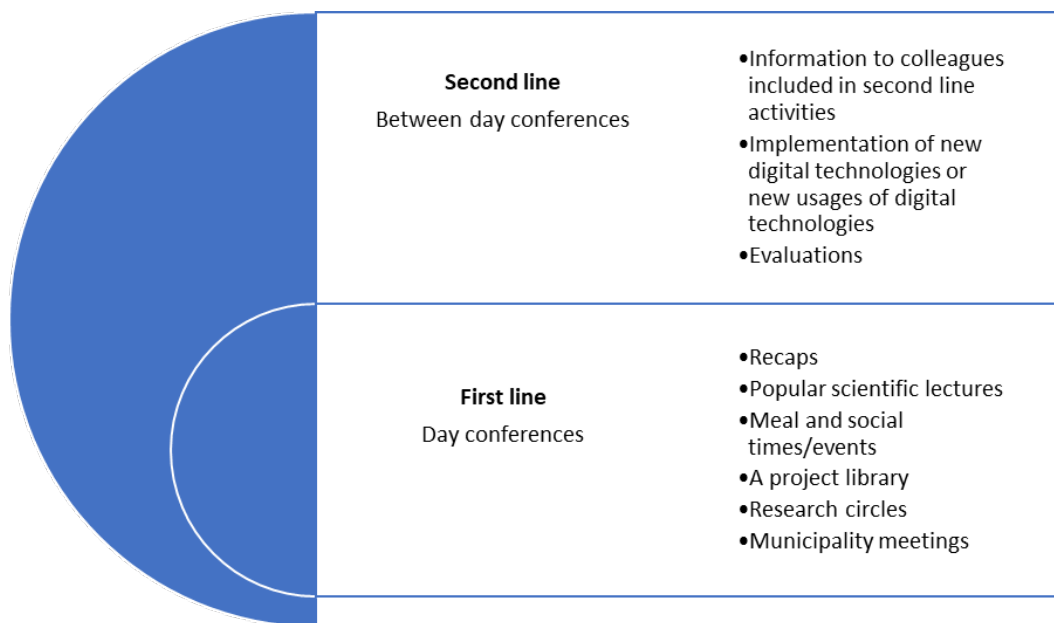 Second line
Between day conferences
•Information to colleagues
included in second line
activities
•Implementation of new
digital technologies or
new usages of digital
technologies
•Evaluations
First line
Day conferences
•Recaps
•Popular scientific lectures
•Meal and social
times/events
•A project library
•Research circles
•Municipality meetings